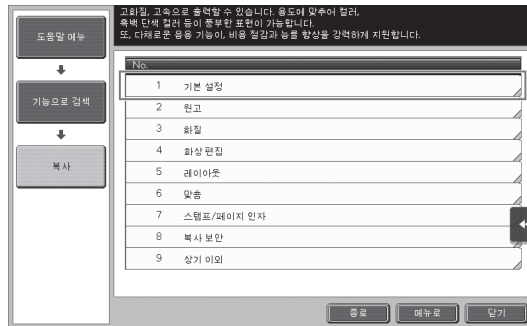 고화질, 고속으로 출력할 수 있습니다. 용도에 맞추어 컬러,
흑백 단색 컬러 등이 풍부한 표현이 가능합니다.
또, 다채로운 응용 기능이, 비용 절감과 능률 향상을 강력하게 지원합니다.
도움말 메뉴
기능으로 검색
복사
No.
1 기본 설정
2 원고
3 화질
4 화상 편집
5 레이아웃
6 맞춤
7 스탬프/페이지 인자
8 복사 보안
9 상기 이외
종료
메뉴로
닫기